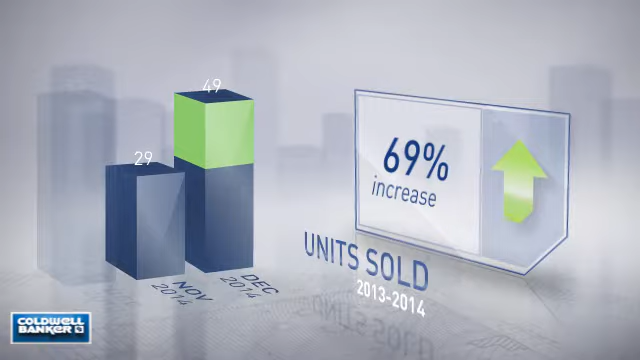 49
29
69%
increase
UNITS SOLD
2013-2014
NOV
2014
DEC
2014
COLDWELL
BANKER